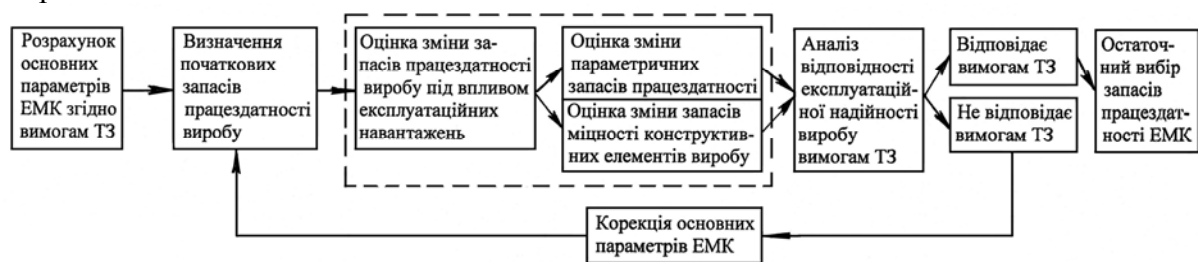 Розрахунок
основних
параметрів
ЕМК згідно
вимогам ТЗ
Визначення
початкових
запасів
працездатності
виробу
Оцінка зміни за-
пасів працездатності
виробу під впливом
експлуатаційних
навантажень
Оцінка зміни
параметричних
запасів працездатності
Оцінка зміни запасів
міцності конструктив-
них елементів виробу
Аналіз
відповідності
експлуатацій-
ної надійності
виробу
вимогам ТЗ
Відповідає
вимогам ТЗ
Не відповідає
вимогам ТЗ
Остаточ-
ний вибір
запасів
працездат-
ності ЕМК
Корекція основних
параметрів ЕМК